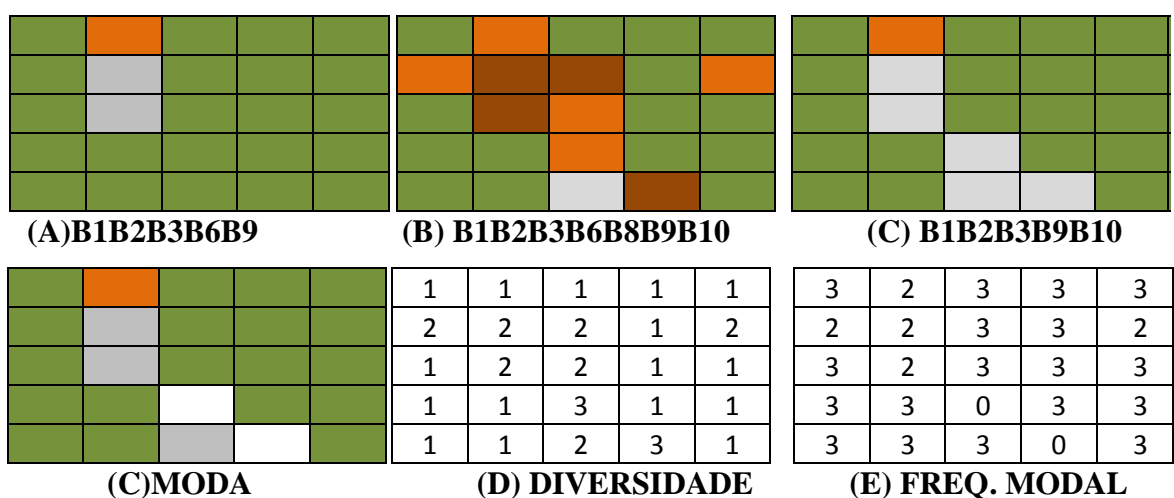 (A)B1B2B3B6B9 (B) B1B2B3B6B8B9B10 (C) B1B2B3B9B10
1 1 1 1 1 3 2 3 3 3
2 2 2 1 2 2 2 3 3 2
1 2 2 1 1 3 2 3 3 3
1 1 3 1 1 3 3 0 3 3
1 1 2 3 1 3 3 3 0 3
(C)MODA (D) DIVERSIDADE (E) FREQ. MODAL